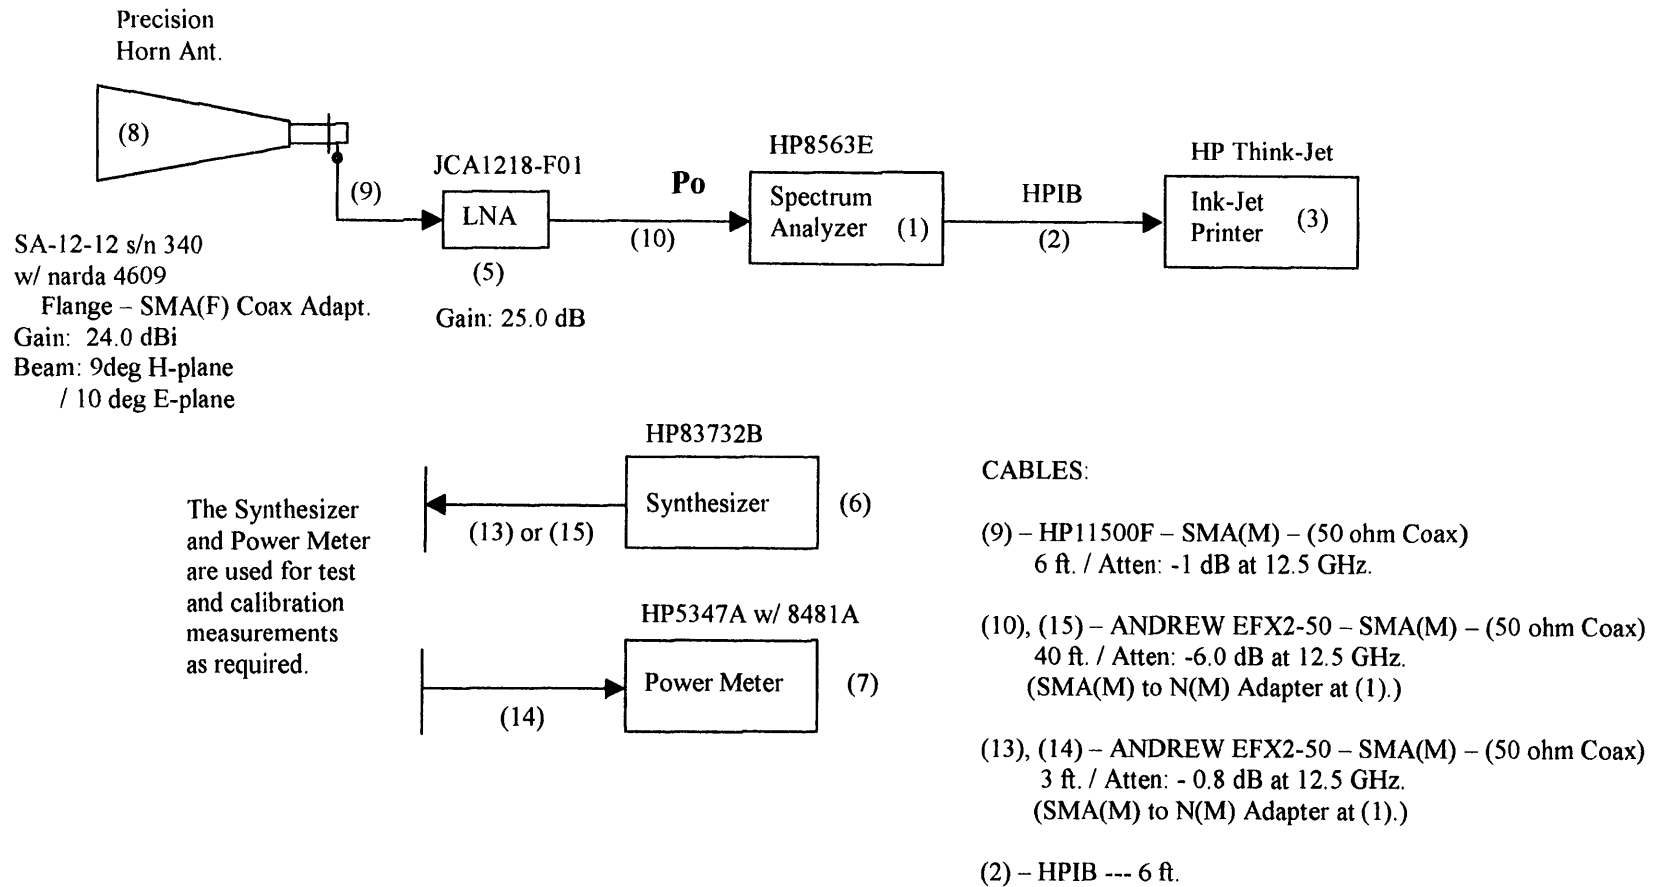 Precision
Horn Ant.
(8)
(9)
JCA1218-F01
LNA
(5)
Gain: 25.0 dB
Po
(10)
HP8563E
Spectrum
Analyzer (1)
HPIB
(2)
HP Think-Jet
Ink-Jet
Printer (3)
SA-12-12 s/n 340
w/ narda 4609
Flange – SMA(F) Coax Adapt.
Gain: 24.0 dBi
Beam: 9deg H-plane
/ 10 deg E-plane
The Synthesizer
and Power Meter
are used for test
and calibration
measurements
as required.
HP83732B
Synthesizer (6)
(13) or (15)
HP5347A w/ 8481A
Power Meter (7)
(14)
CABLES:
(9) – HP11500F – SMA(M) – (50 ohm Coax)
6 ft. / Atten: -1 dB at 12.5 GHz.
(10), (15) – ANDREW EFX2-50 – SMA(M) – (50 ohm Coax)
40 ft. / Atten: -6.0 dB at 12.5 GHz.
(SMA(M) to N(M) Adapter at (1).)
(13), (14) – ANDREW EFX2-50 – SMA(M) – (50 ohm Coax)
3 ft. / Atten: - 0.8 dB at 12.5 GHz.
(SMA(M) to N(M) Adapter at (1).)
(2) – HPIB --- 6 ft.